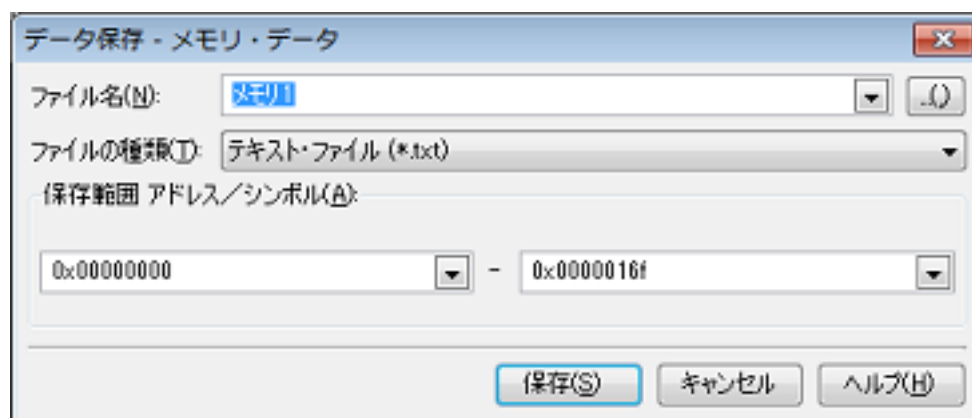 データ保存 - メモリ・データ
ファイル名(N): メモリ1 ...()
ファイルの種類(T): テキスト・ファイル (*.txt)
保存範囲 アドレス／シンボル(A):
0x00000000 - 0x0000016f
保存(S) キャンセル ヘルプ(H)